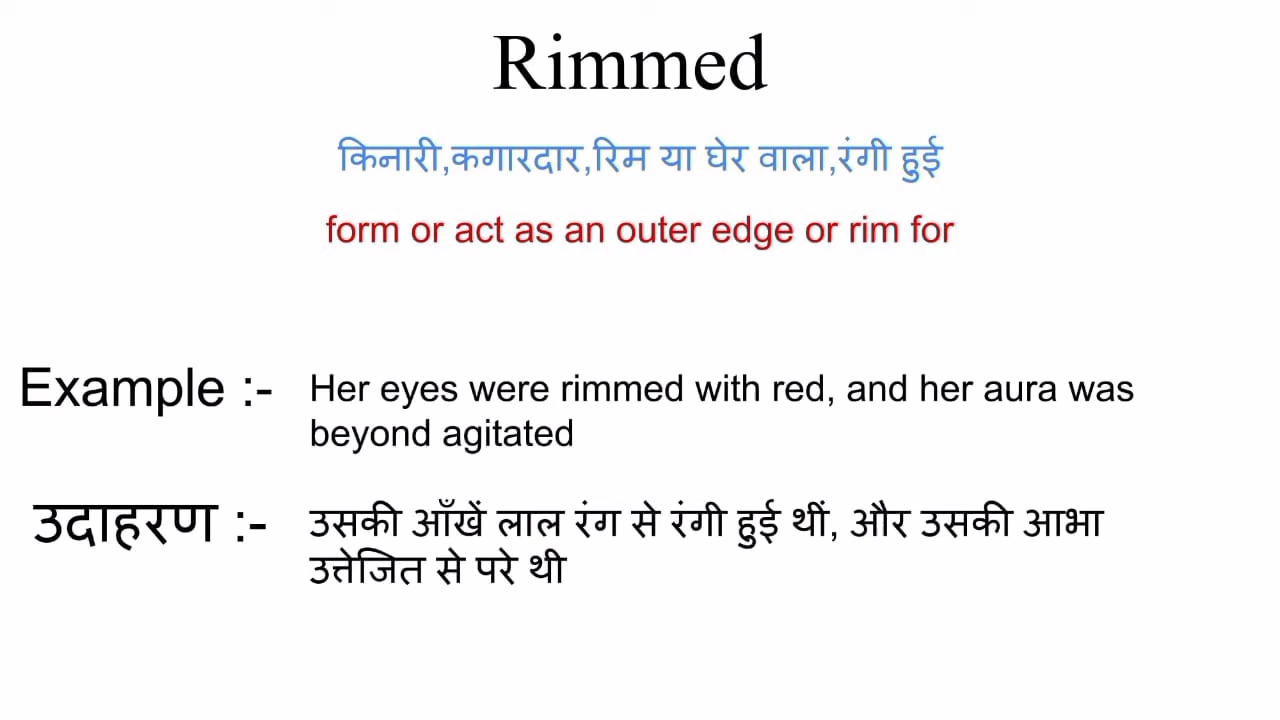 Rimmed
किनारी,कगारदार,रिम या घेर वाला,रंगी हुई
form or act as an outer edge or rim for
Example :- Her eyes were rimmed with red, and her aura was
beyond agitated
उदाहरण :- उसकी आँखें लाल रंग से रंगी हुई थीं, और उसकी आभा
उत्तेजित से परे थी